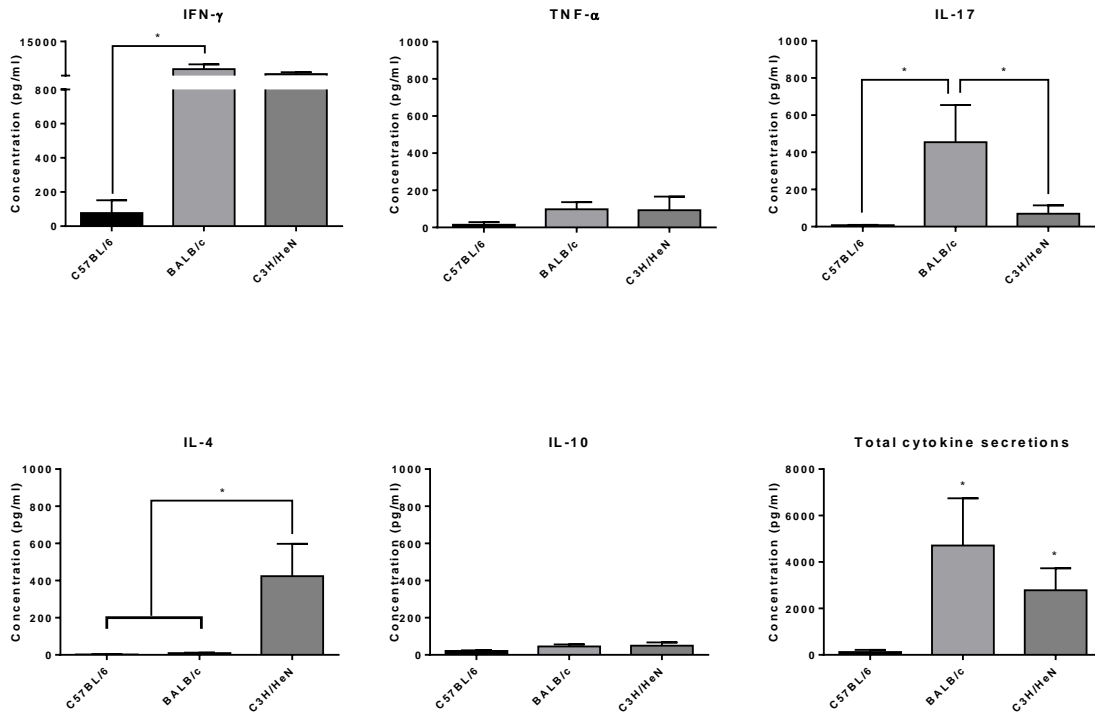 IFN-γ
Concentration (pg/ml)
15000
800
600
400
200
0
*
C57BL/6
BALB/c
C3H/HeN
TNF-α
Concentration (pg/ml)
1000
800
600
400
200
0
C57BL/6
BALB/c
C3H/HeN
IL-17
Concentration (pg/ml)
1000
800
600
400
200
0
*
*
C57BL/6
BALB/c
C3H/HeN
IL-4
Concentration (pg/ml)
1000
800
600
400
200
0
*
C57BL/6
BALB/c
C3H/HeN
IL-10
Concentration (pg/ml)
1000
800
600
400
200
0
C57BL/6
BALB/c
C3H/HeN
Total cytokine secretions
Concentration (pg/ml)
8000
6000
4000
2000
0
*
*
C57BL/6
BALB/c
C3H/HeN